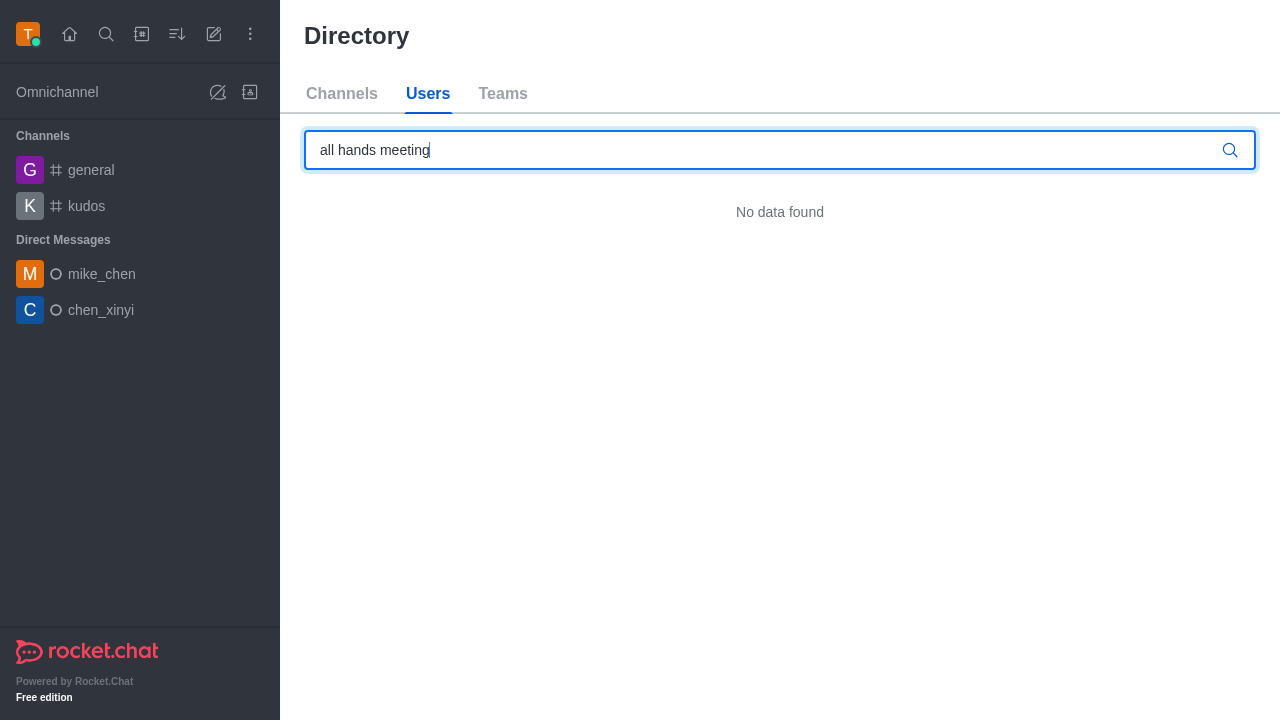 T
Omnichannel
Channels
G general
K kudos
Direct Messages
M mike_chen
C chen_xinyi
rocket.chat
Powered by Rocket.Chat
Free edition
Directory
Channels Users Teams
all hands meeting
No data found